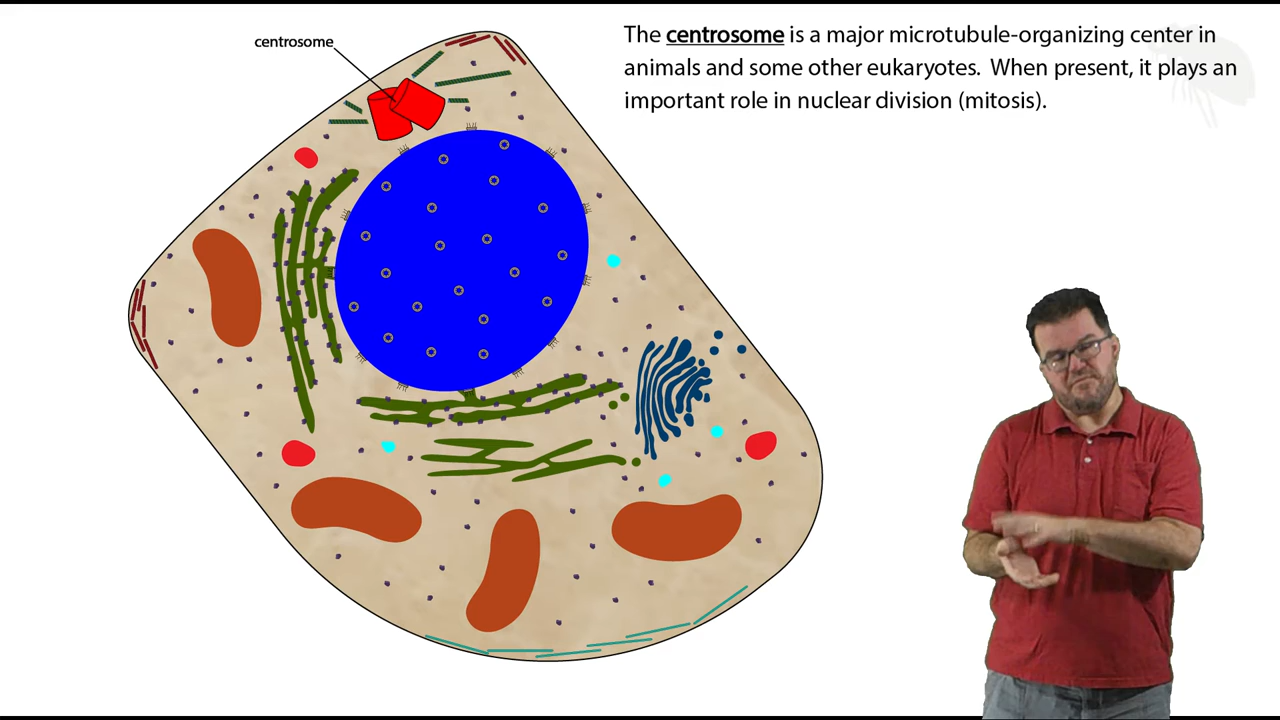 centrosome
The centrosome is a major microtubule-organizing center in
animals and some other eukaryotes.  When present, it plays an
important role in nuclear division (mitosis).